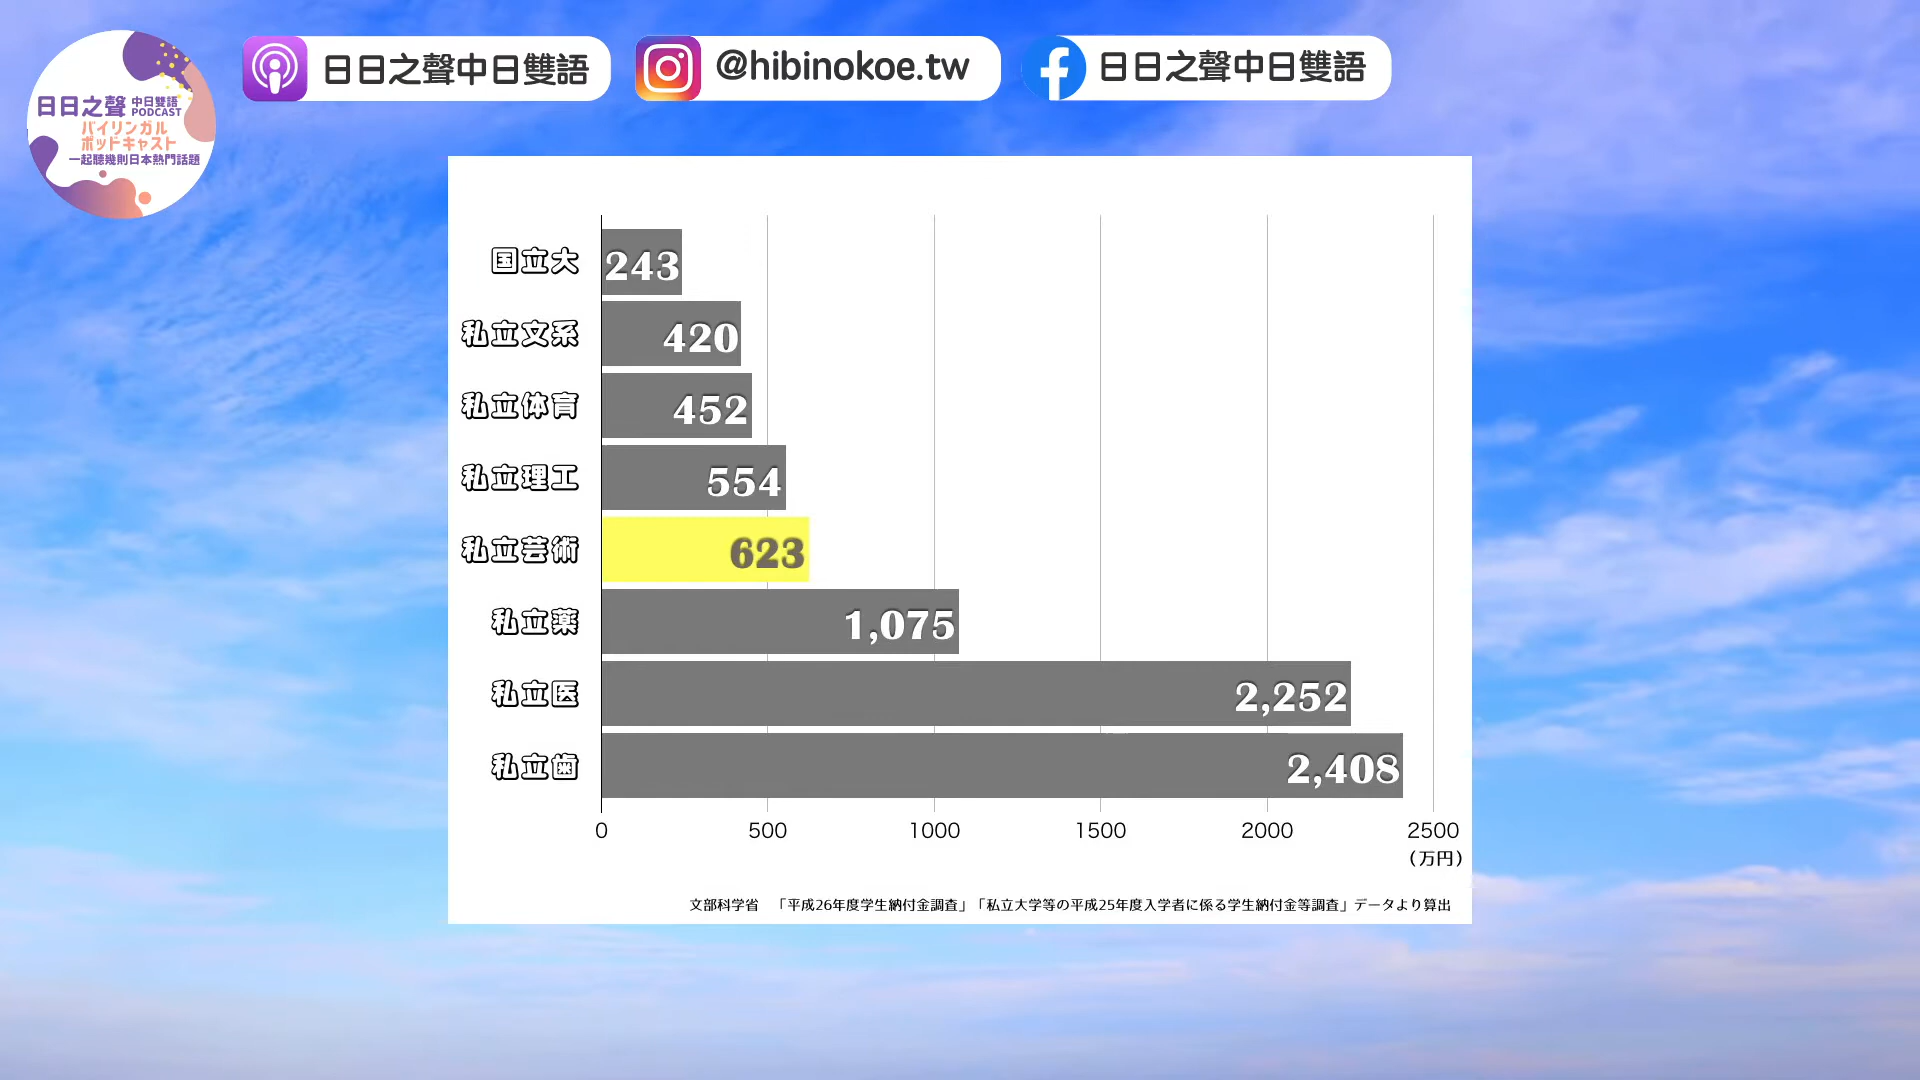 日日之聲 中日雙語
PODCAST
バイリンガル
ポッドキャスト
一起聽幾則日本熱門話題
日日之聲中日雙語
@hibinokoe.tw
日日之聲中日雙語
国立大 243
私立文系 420
私立体育 452
私立理工 554
私立芸術 623
私立薬 1,075
私立医 2,252
私立歯 2,408
0 500 1000 1500 2000 2500
（万円）
文部科学省　「平成26年度学生納付金調査」「私立大学等の平成25年度入学者に係る学生納付金等調査」データより算出